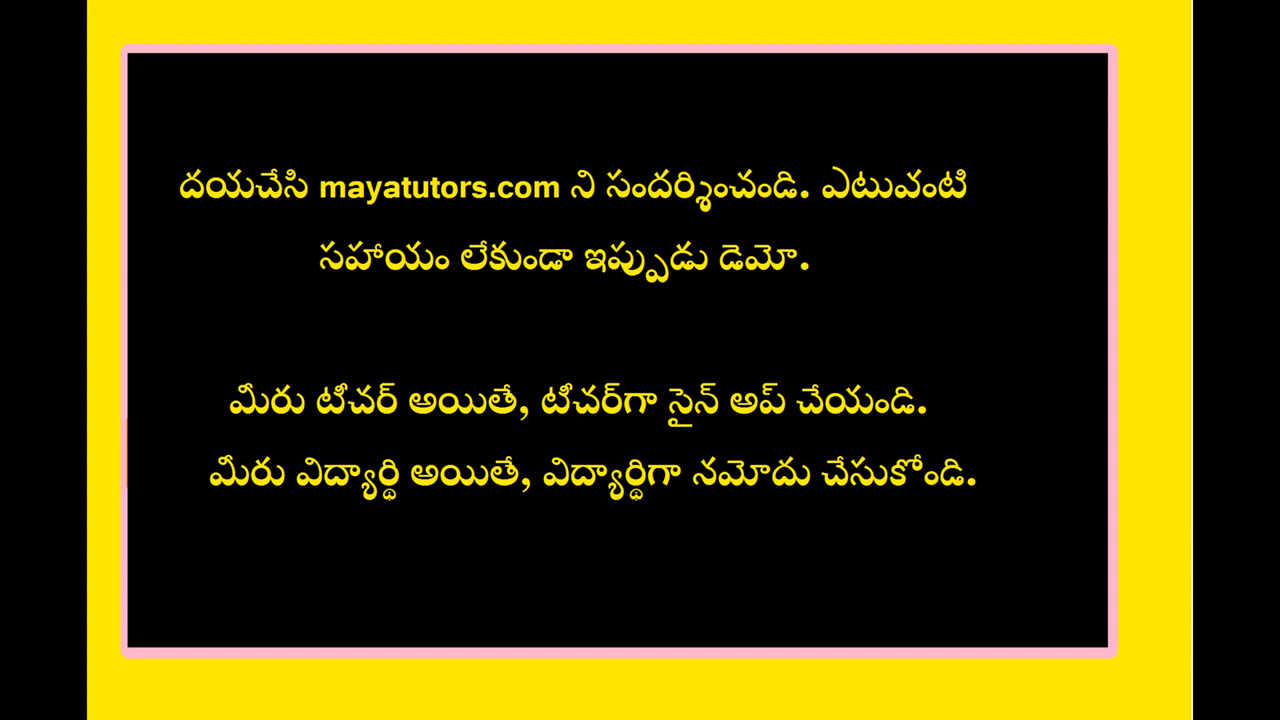 దయచేసి mayatutors.com ని సందర్శించండి. ఎటువంటి
సహాయం లేకుండా ఇప్పుడు డెమో.
మీరు టీచర్ అయితే, టీచర్‌గా సైన్ అప్ చేయండి.
మీరు విద్యార్థి అయితే, విద్యార్థిగా నమోదు చేసుకోండి.